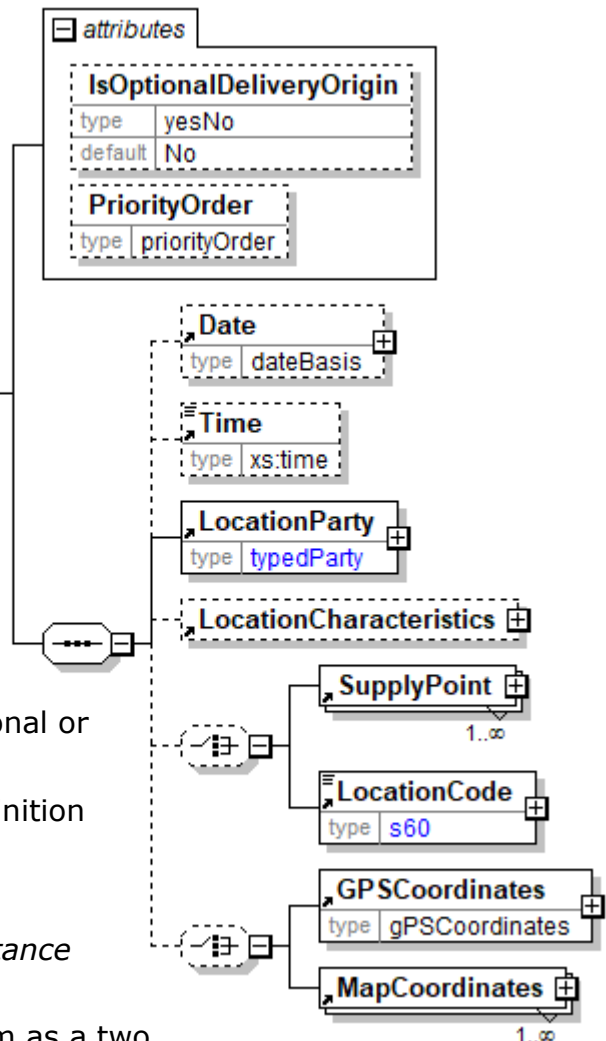 attributes
IsOptionalDeliveryOrigin
type yesNo
default No
PriorityOrder
type priorityOrder
Date
type dateBasis
Time
type xs:time
LocationParty
type typedParty
LocationCharacteristics
SupplyPoint
1..∞
onal or
LocationCode
type s60
nition
GPSCoordinates
type gPSCoordinates
tance
MapCoordinates
1..∞
m as a two